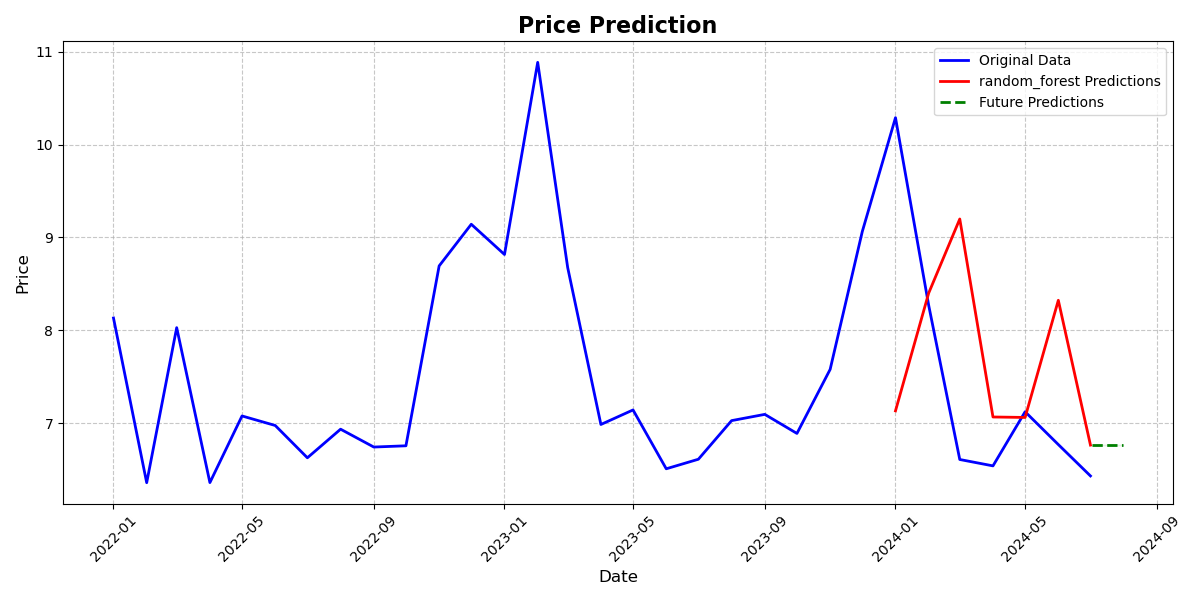 Price Prediction
11
10
9
8
7
Price
Original Data
random_forest Predictions
Future Predictions
2022-01
2022-05
2022-09
2023-01
2023-05
2023-09
2024-01
2024-05
2024-09
Date